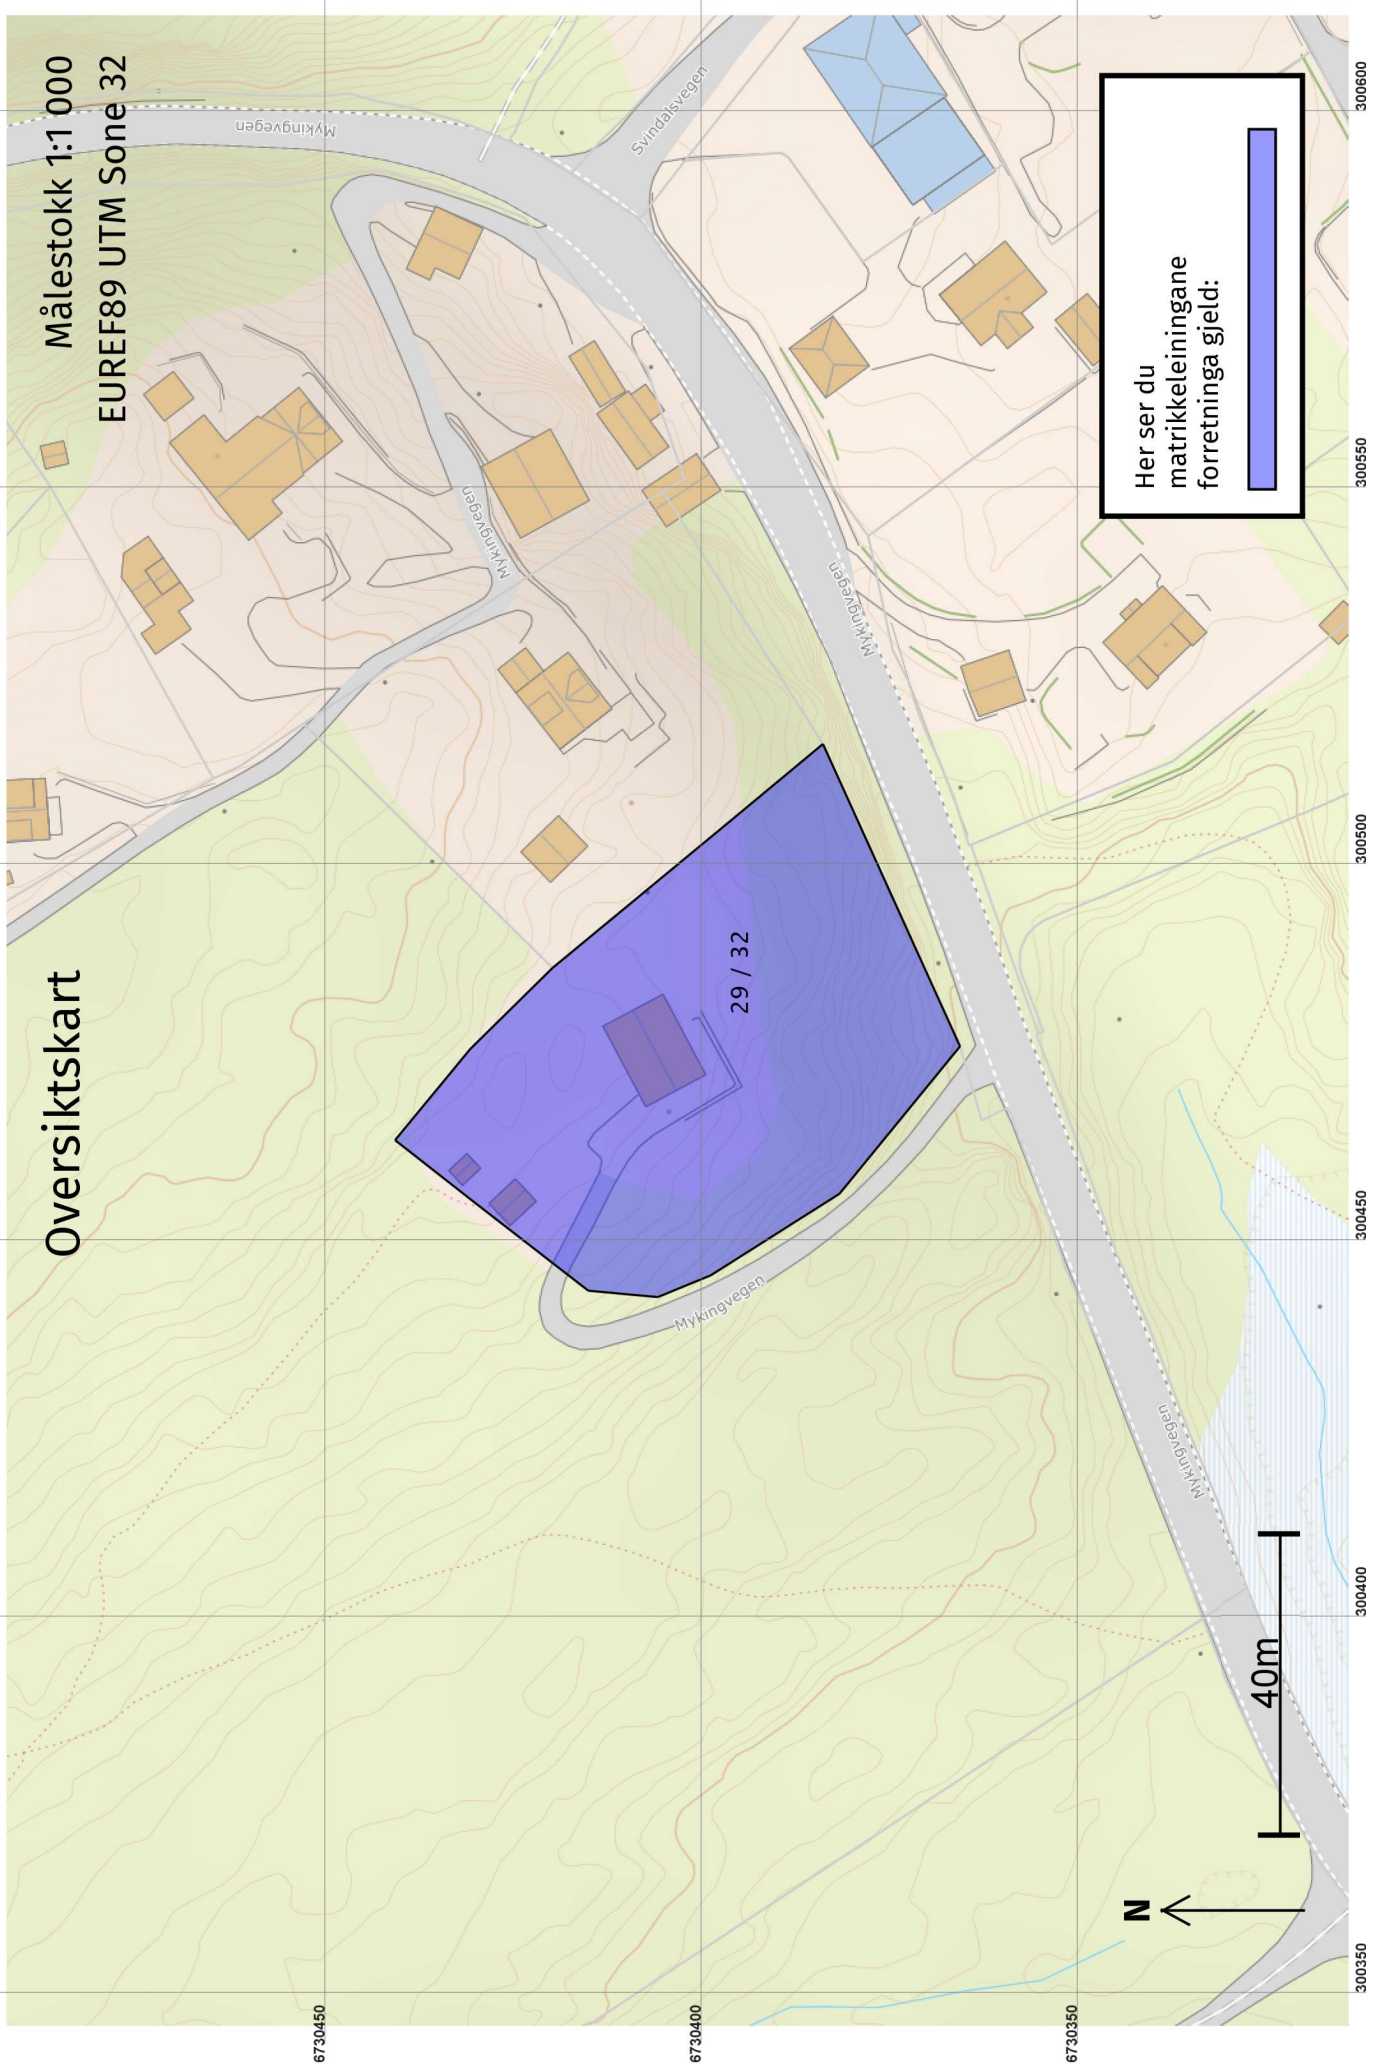 Oversiktskart
Målestokk 1:1 000
EUREF89 UTM Sone 32
Mykingvegen
Svindalsvegen
Mykingvegen
Mykingvegen
29 / 32
Mykingvegen
Mykingvegen
Her ser du
matrikkeleiningane
forretninga gjeld:
N
40m
6730450
6730400
6730350
300350
300400
300450
300500
300550
300600